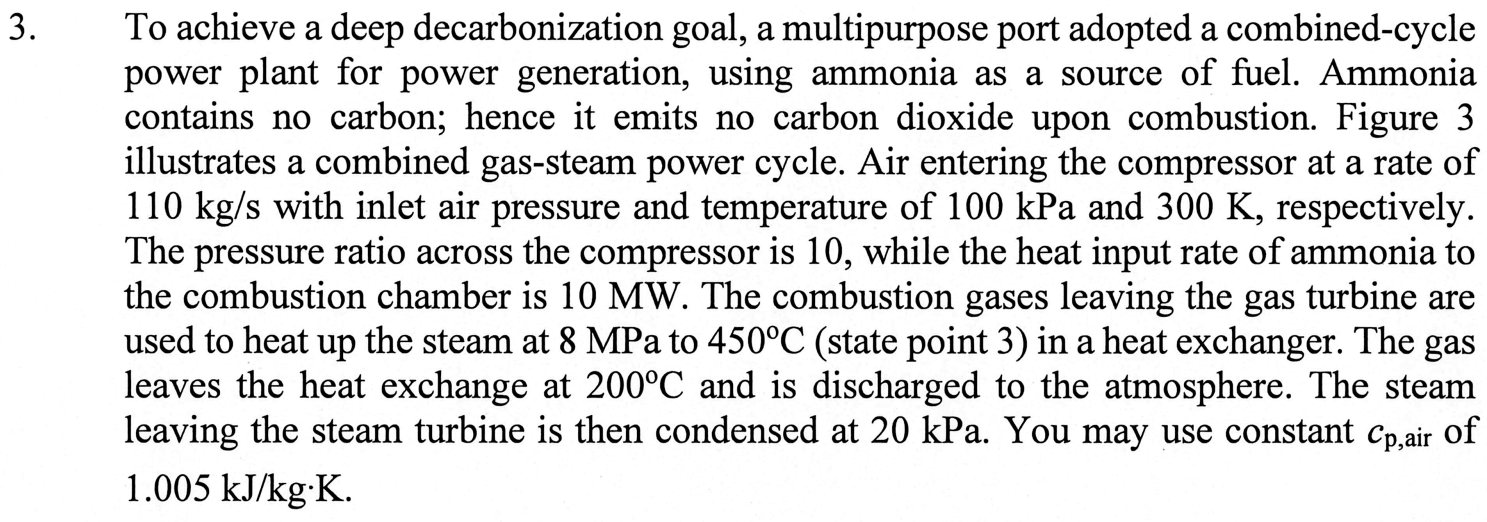 3. To achieve a deep decarbonization goal, a multipurpose port adopted a combined-cycle
power plant for power generation, using ammonia as a source of fuel. Ammonia
contains no carbon; hence it emits no carbon dioxide upon combustion. Figure 3
illustrates a combined gas-steam power cycle. Air entering the compressor at a rate of
110 kg/s with inlet air pressure and temperature of 100 kPa and 300 K, respectively.
The pressure ratio across the compressor is 10, while the heat input rate of ammonia to
the combustion chamber is 10 MW. The combustion gases leaving the gas turbine are
used to heat up the steam at 8 MPa to 450°C (state point 3) in a heat exchanger. The gas
leaves the heat exchange at 200°C and is discharged to the atmosphere. The steam
leaving the steam turbine is then condensed at 20 kPa. You may use constant cp,air of
1.005 kJ/kg·K.